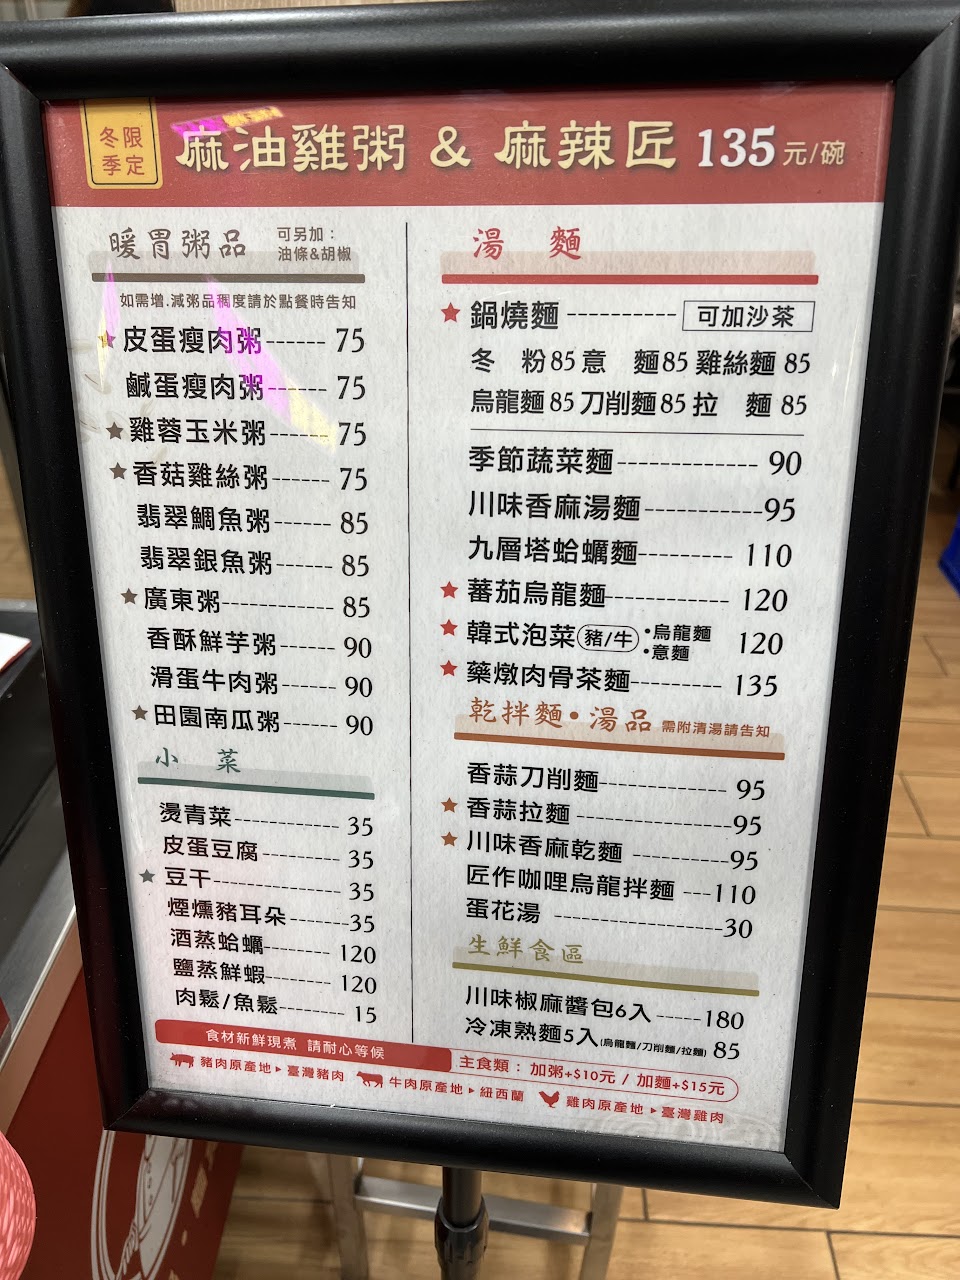 冬季限定
麻油雞粥 & 麻辣匠 135元/碗
暖胃粥品 可另加：油條&胡椒
如需增.減粥品稠度請於點餐時告知
★皮蛋瘦肉粥------ 75
鹹蛋瘦肉粥------ 75
★雞蓉玉米粥------ 75
★香菇雞絲粥------ 75
翡翠鯛魚粥------ 85
翡翠銀魚粥------ 85
★廣東粥------------ 85
香酥鮮芋粥------ 90
滑蛋牛肉粥------ 90
★田園南瓜粥------ 90
小 菜
燙青菜------------ 35
皮蛋豆腐--------- 35
★豆干-------------- 35
煙燻豬耳朵-------35
酒蒸蛤蠣-------- 120
鹽蒸鮮蝦-------- 120
肉鬆/魚鬆-------- 15
湯 麵
★鍋燒麵---------- 可加沙茶
冬 粉 85 意 麵 85 雞絲麵 85
烏龍麵 85 刀削麵 85 拉 麵 85
季節蔬菜麵------------- 90
川味香麻湯麵-----------95
九層塔蛤蠣麵--------- 110
★蕃茄烏龍麵------------ 120
★韓式泡菜(豬/牛) •烏龍麵 •意麵 120
★藥燉肉骨茶麵--------- 135
乾拌麵•湯品 需附清湯請告知
香蒜刀削麵------------- 95
★香蒜拉麵 ---------------95
★川味香麻乾麵 ---------95
匠作咖哩烏龍拌麵 ---110
蛋花湯 ----------------30
生鮮食區
川味椒麻醬包6入 -----180
冷凍熟麵5入(烏龍麵/刀削麵/拉麵) 85
食材新鮮現煮 請耐心等候
主食類：加粥+$10元 / 加麵+$15元
豬肉原產地▸臺灣豬肉 牛肉原產地▸紐西蘭 雞肉原產地▸臺灣雞肉